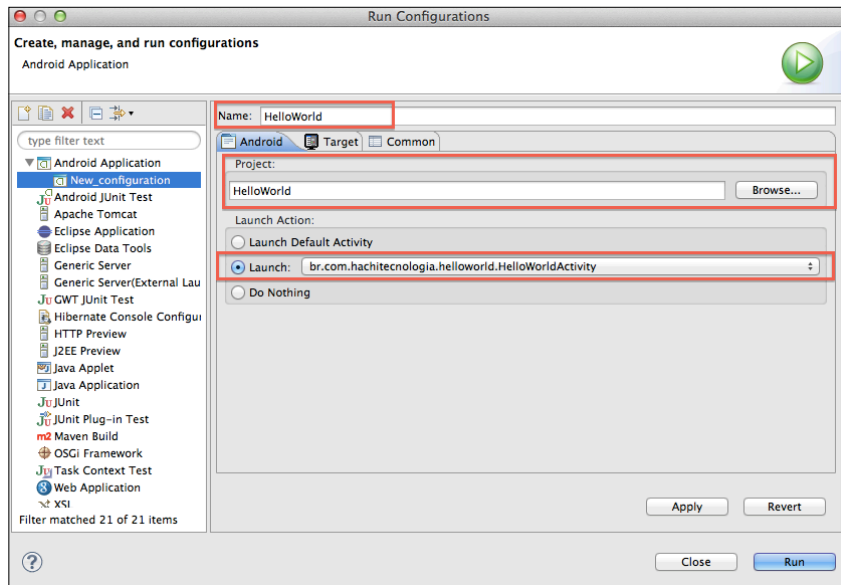 Run Configurations
Create, manage, and run configurations
Android Application
type filter text
Android Application
New_configuration
Android JUnit Test
Apache Tomcat
Eclipse Application
Eclipse Data Tools
Generic Server
Generic Server(External Lau
GWT JUnit Test
Hibernate Console Configu
HTTP Preview
J2EE Preview
Java Applet
Java Application
JUnit
JUnit Plug-in Test
m2 Maven Build
OSGi Framework
Task Context Test
Web Application
XSL
Filter matched 21 of 21 items
Name: HelloWorld
Android Target Common
Project:
HelloWorld Browse...
Launch Action:
Launch Default Activity
Launch: br.com.hachitecnologia.helloworld.HelloWorldActivity
Do Nothing
Apply Revert
? Close Run